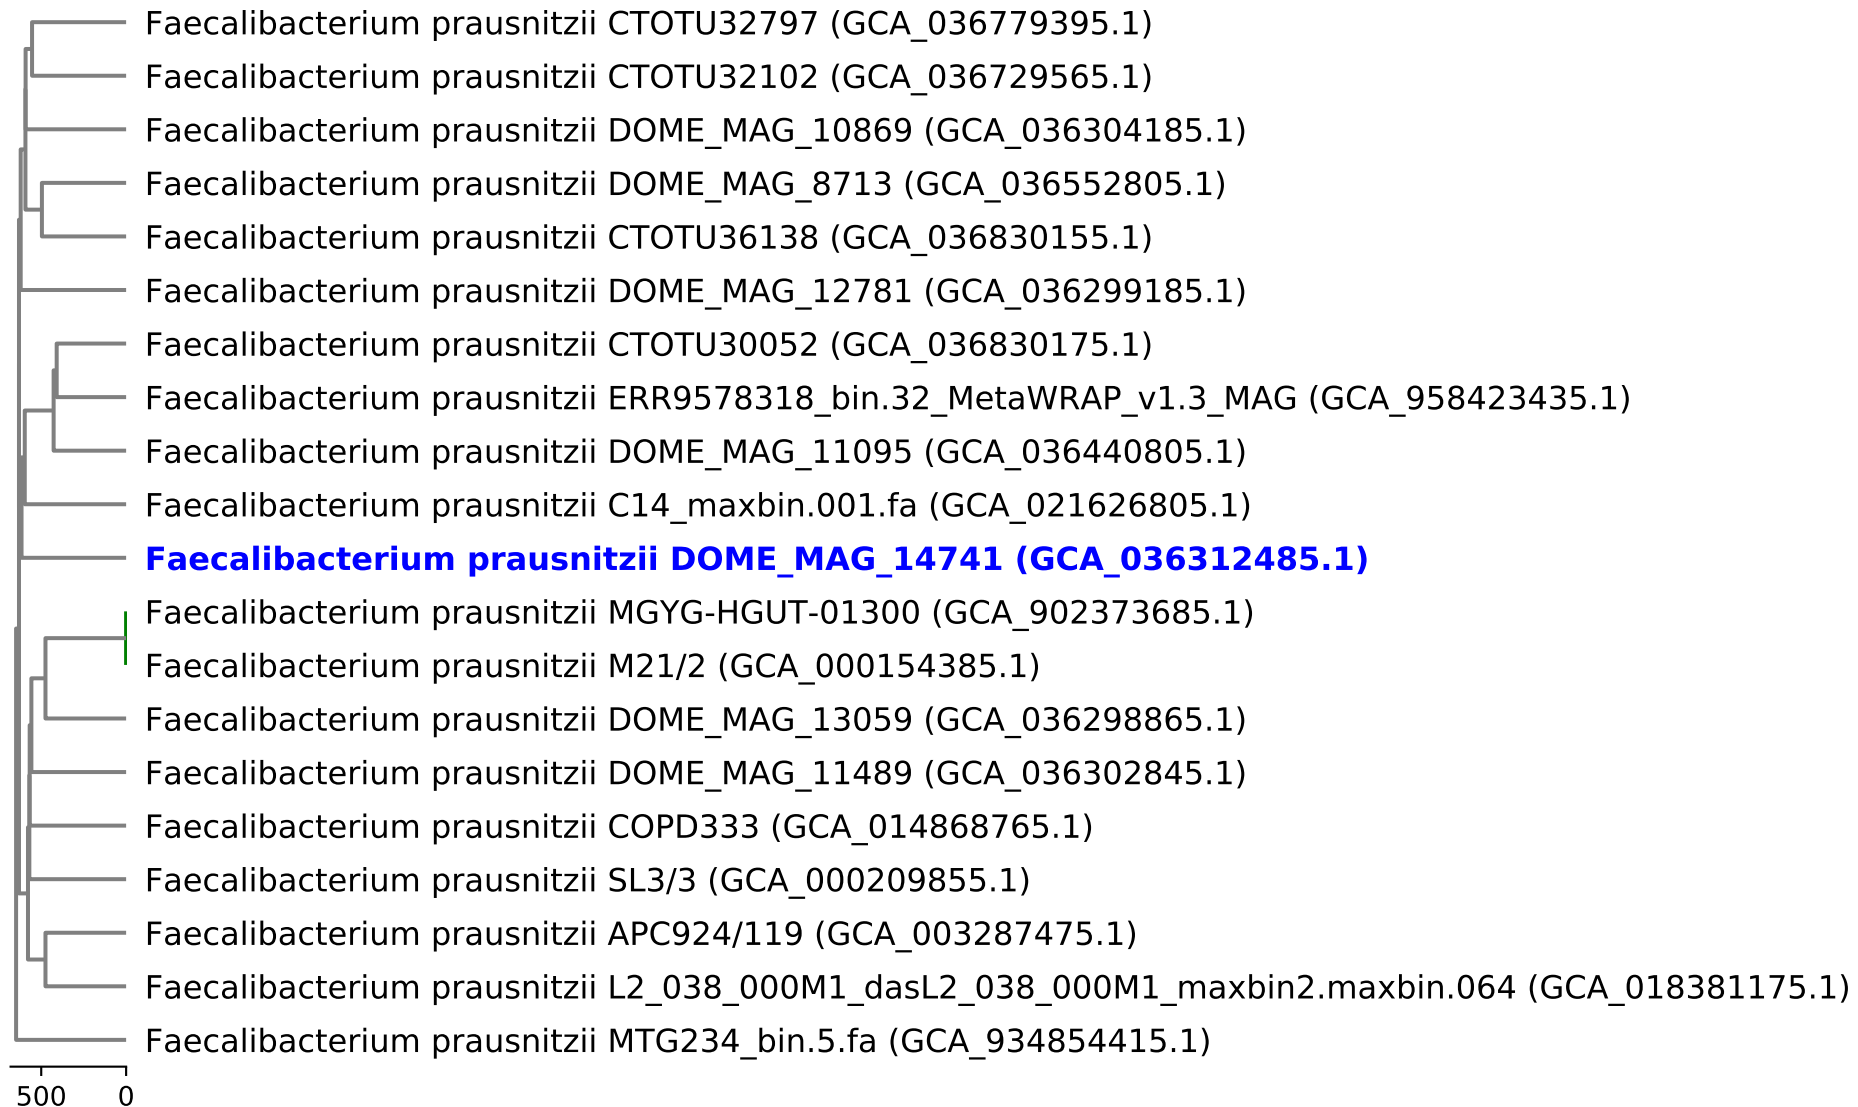 Faecalibacterium prausnitzii CTOTU32797 (GCA_036779395.1)
Faecalibacterium prausnitzii CTOTU32102 (GCA_036729565.1)
Faecalibacterium prausnitzii DOME_MAG_10869 (GCA_036304185.1)
Faecalibacterium prausnitzii DOME_MAG_8713 (GCA_036552805.1)
Faecalibacterium prausnitzii CTOTU36138 (GCA_036830155.1)
Faecalibacterium prausnitzii DOME_MAG_12781 (GCA_036299185.1)
Faecalibacterium prausnitzii CTOTU30052 (GCA_036830175.1)
Faecalibacterium prausnitzii ERR9578318_bin.32_MetaWRAP_v1.3_MAG (GCA_958423435.1)
Faecalibacterium prausnitzii DOME_MAG_11095 (GCA_036440805.1)
Faecalibacterium prausnitzii C14_maxbin.001.fa (GCA_021626805.1)
Faecalibacterium prausnitzii DOME_MAG_14741 (GCA_036312485.1)
Faecalibacterium prausnitzii MGYG-HGUT-01300 (GCA_902373685.1)
Faecalibacterium prausnitzii M21/2 (GCA_000154385.1)
Faecalibacterium prausnitzii DOME_MAG_13059 (GCA_036298865.1)
Faecalibacterium prausnitzii DOME_MAG_11489 (GCA_036302845.1)
Faecalibacterium prausnitzii COPD333 (GCA_014868765.1)
Faecalibacterium prausnitzii SL3/3 (GCA_000209855.1)
Faecalibacterium prausnitzii APC924/119 (GCA_003287475.1)
Faecalibacterium prausnitzii L2_038_000M1_dasL2_038_000M1_maxbin2.maxbin.064 (GCA_018381175.1)
Faecalibacterium prausnitzii MTG234_bin.5.fa (GCA_934854415.1)
500 0